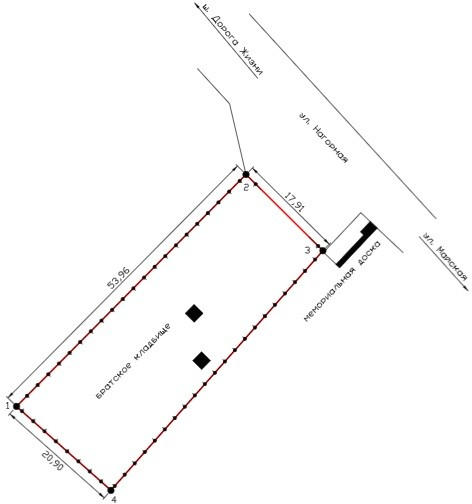 ш. Дорога Жизни
ул. Нагорная
2
17,91
ул. Майская
3
мемориальная доска
53,96
братское кладбище
1
20,90
4